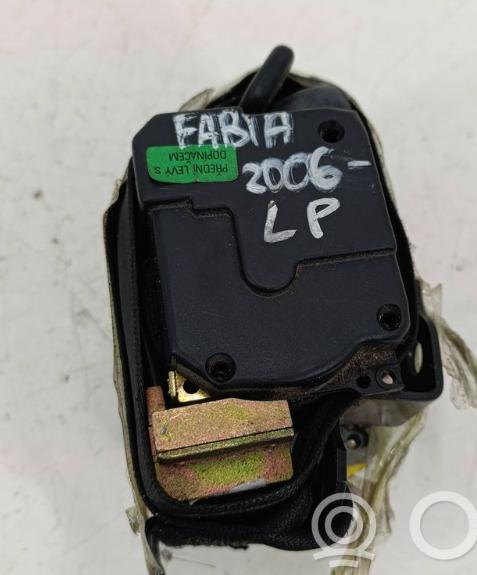 FABIA
2006-
LP
PŘEDNÍ LEVÝ S
DOPÍNAČEM